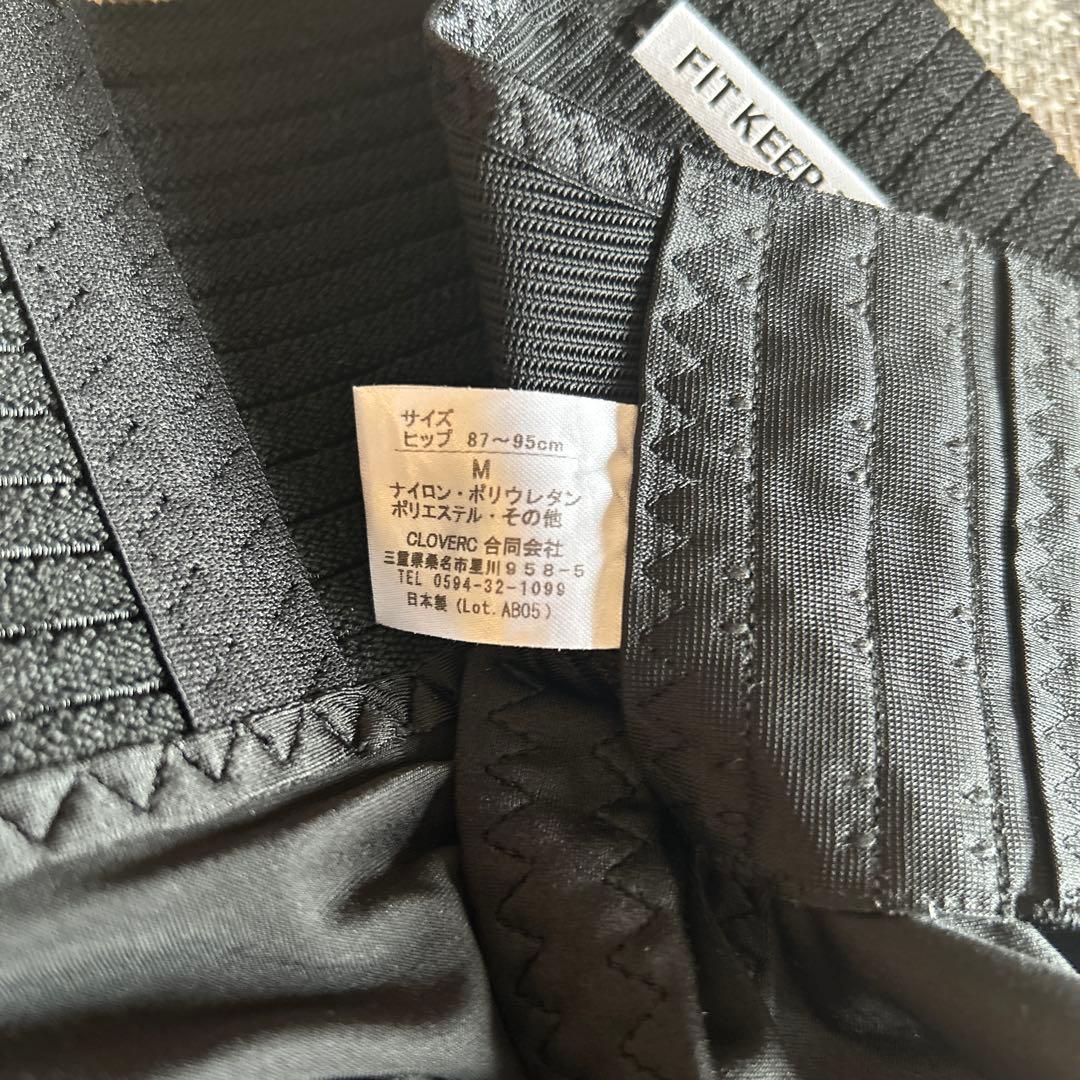 FIT KEEP
サイズ
ヒップ 87～95cm
M
ナイロン・ポリウレタン
ポリエステル・その他
CLOVERC 合同会社
三重県桑名市星川958-5
TEL 0594-32-1099
日本製 (Lot. AB05)